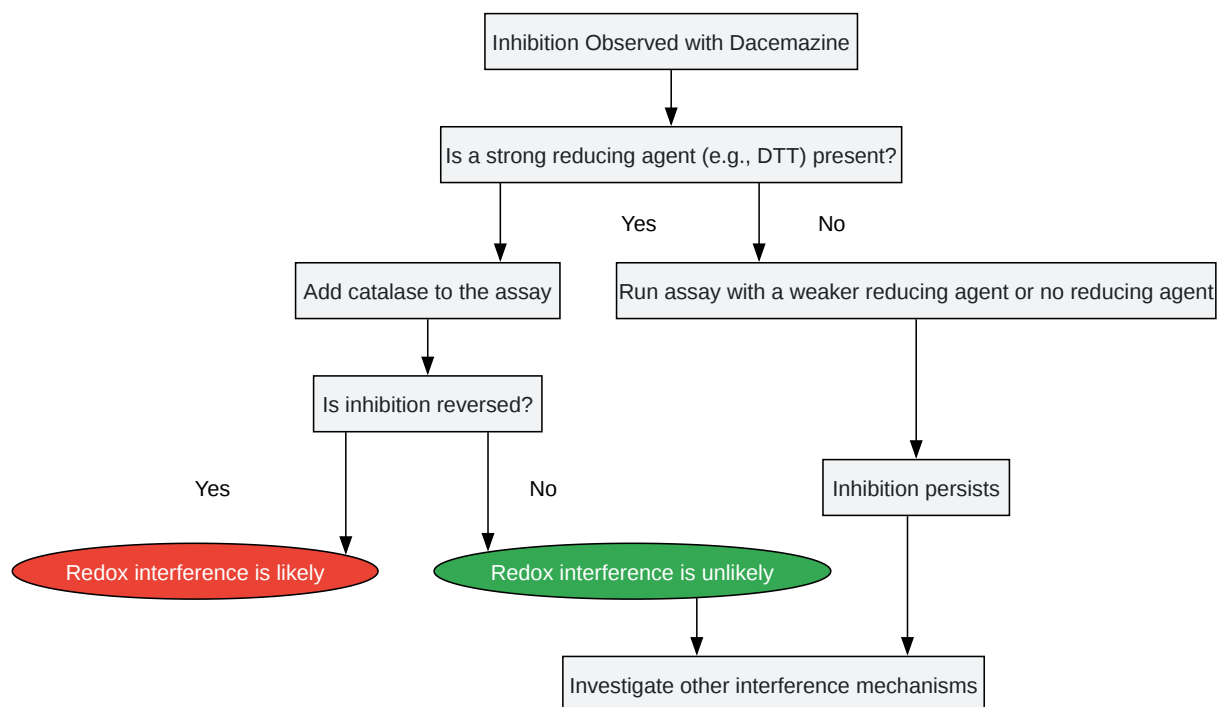 Inhibition Observed with Dacemazine
Is a strong reducing agent (e.g., DTT) present?
Yes
No
Add catalase to the assay
Run assay with a weaker reducing agent or no reducing agent
Is inhibition reversed?
Yes
No
Inhibition persists
Redox interference is likely
Redox interference is unlikely
Investigate other interference mechanisms